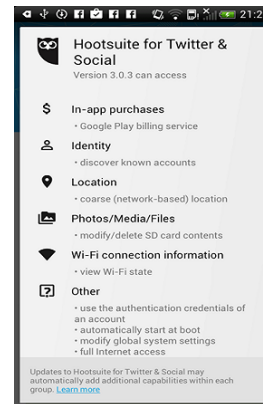 21:2
Hootsuite for Twitter &
Social
Version 3.0.3 can access
In-app purchases
• Google Play billing service
Identity
• discover known accounts
Location
• coarse (network-based) location
Photos/Media/Files
• modify/delete SD card contents
Wi-Fi connection information
• view Wi-Fi state
Other
• use the authentication credentials of
an account
• automatically start at boot
• modify global system settings
• full Internet access
Updates to Hootsuite for Twitter & Social may
automatically add additional capabilities within each
group. Learn more